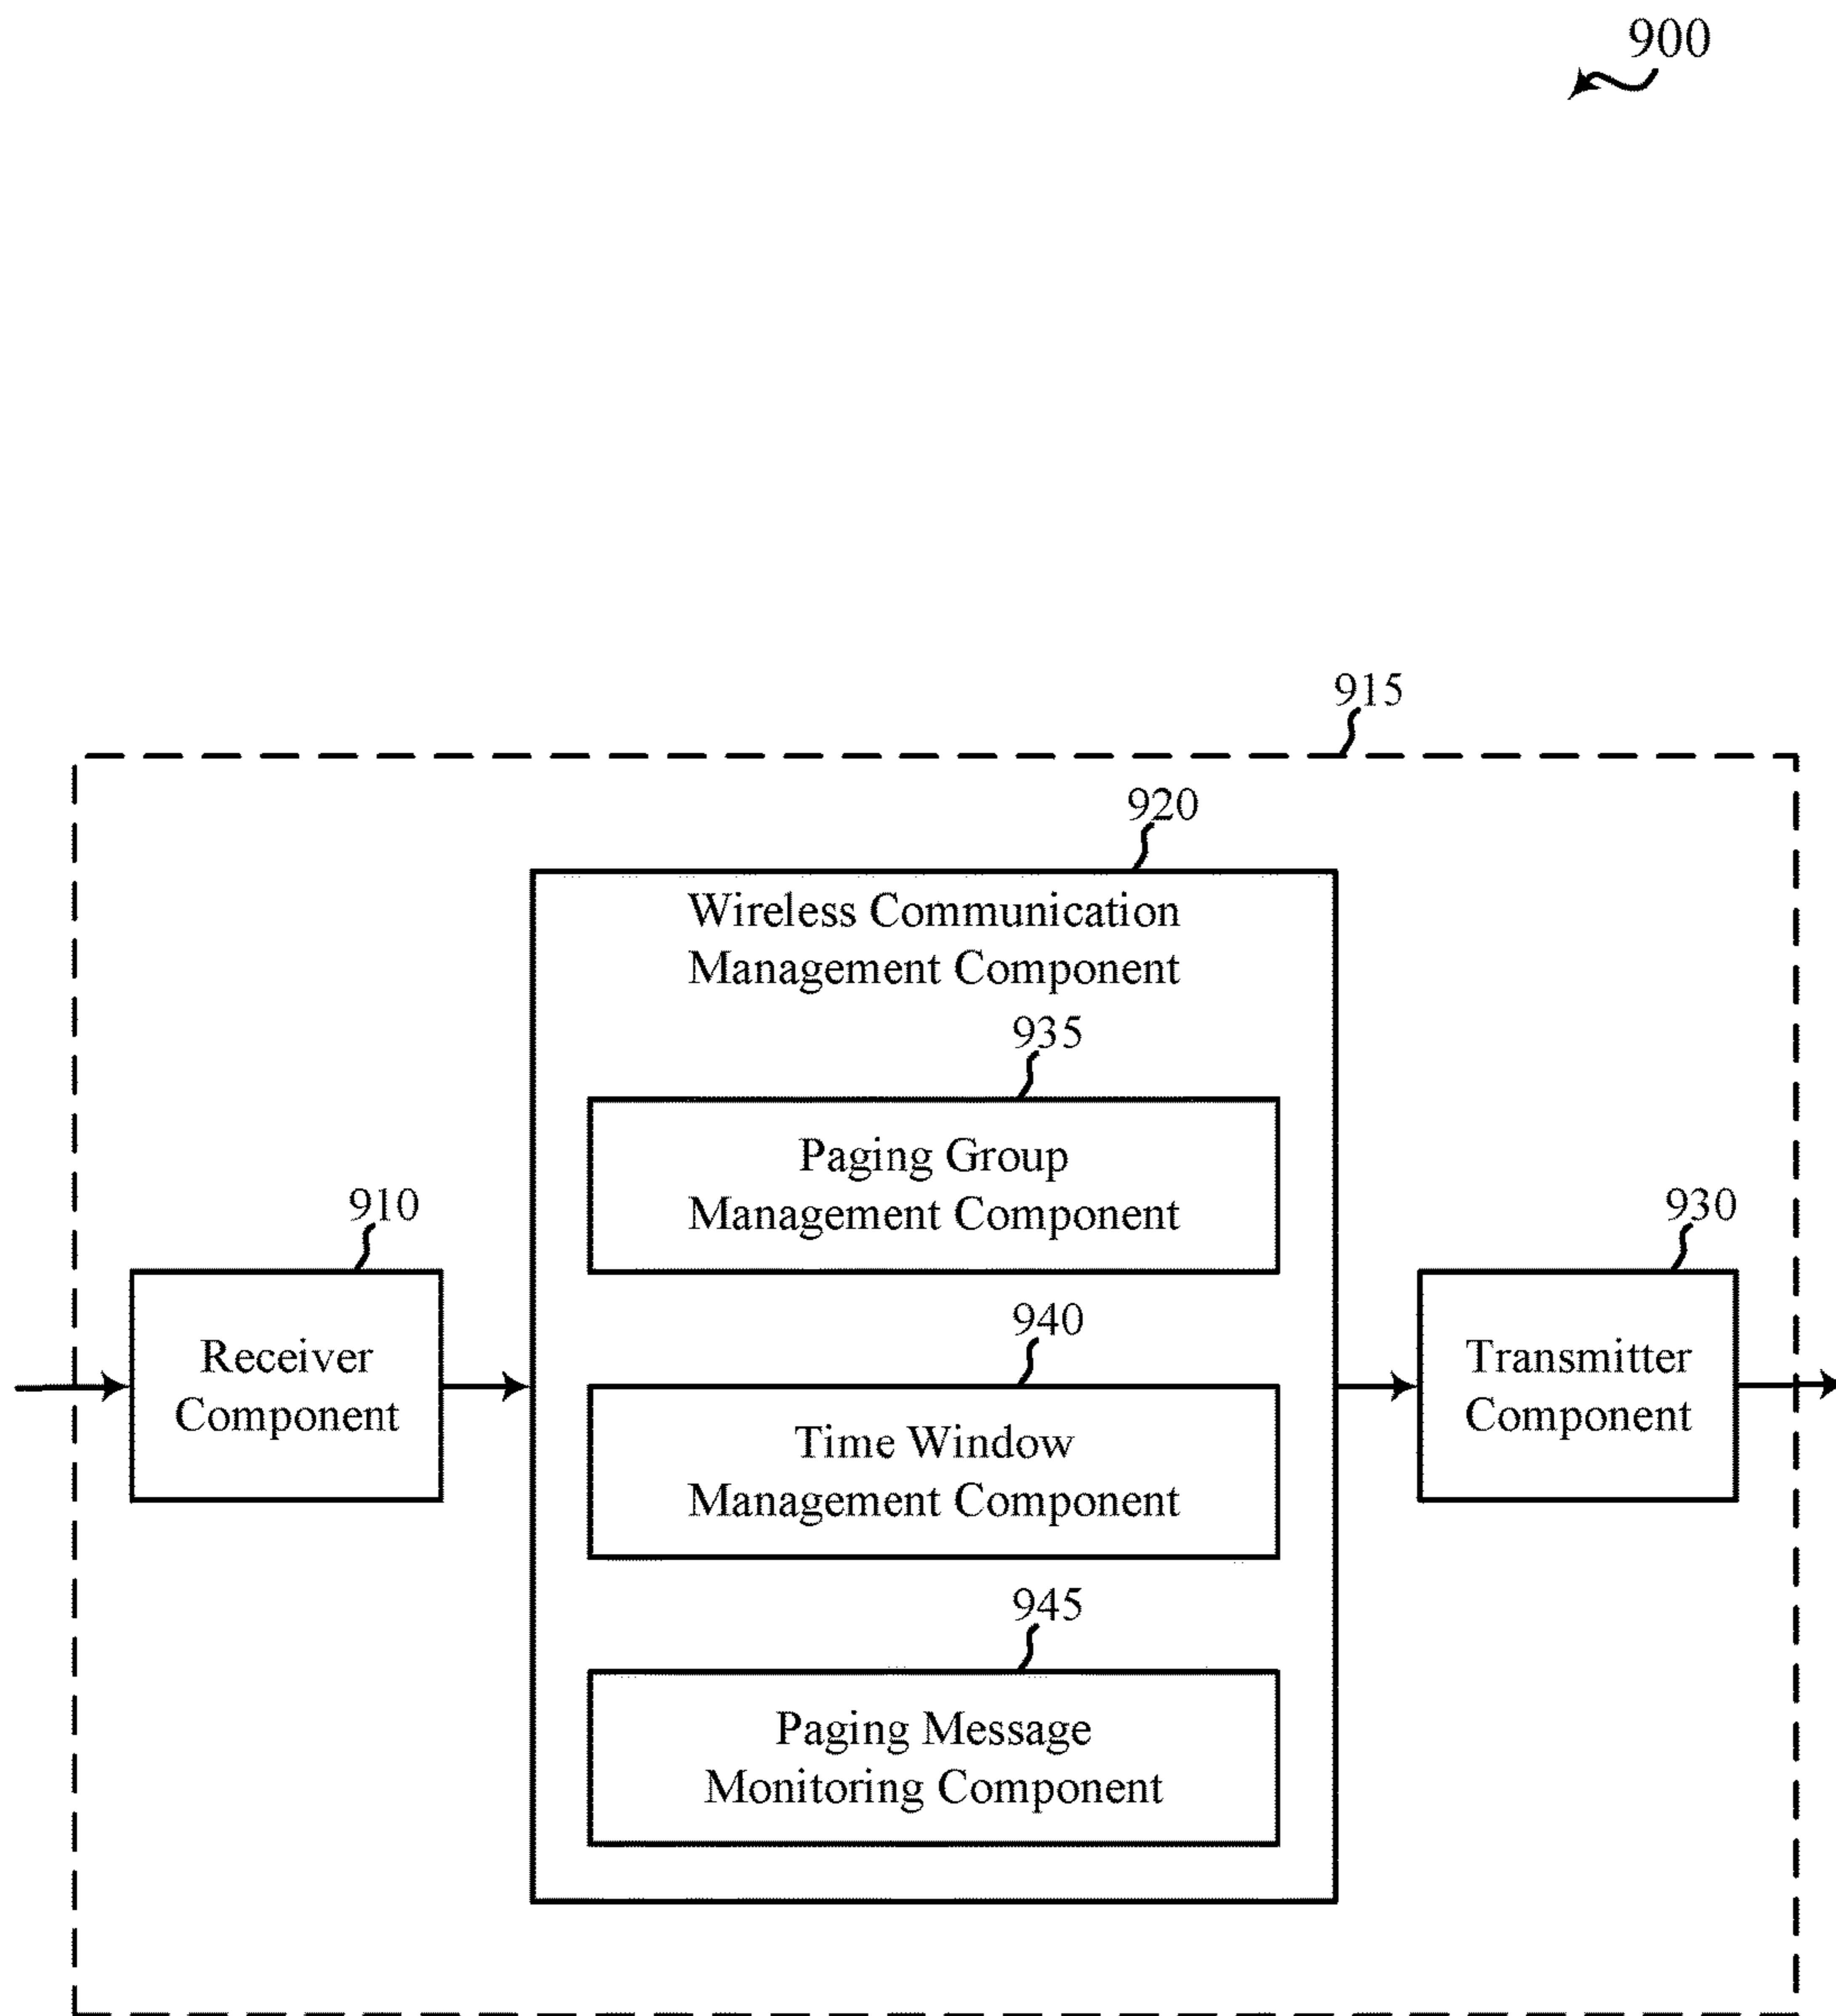 900
915
920
Wireless Communication
Management Component
935
Paging Group
Management Component
910
930
Receiver
Component
940
Transmitter
Component
Time Window
Management Component
945
Paging Message
Monitoring Component